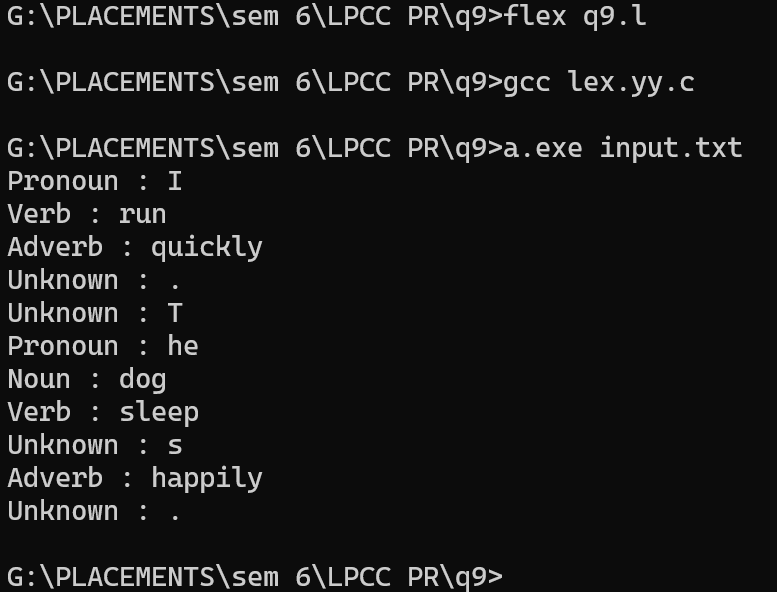 G:\PLACEMENTS\sem 6\LPCC PR\q9>flex q9.l
G:\PLACEMENTS\sem 6\LPCC PR\q9>gcc lex.yy.c
G:\PLACEMENTS\sem 6\LPCC PR\q9>a.exe input.txt
Pronoun : I
Verb : run
Adverb : quickly
Unknown : .
Unknown : T
Pronoun : he
Noun : dog
Verb : sleep
Unknown : s
Adverb : happily
Unknown : .
G:\PLACEMENTS\sem 6\LPCC PR\q9>